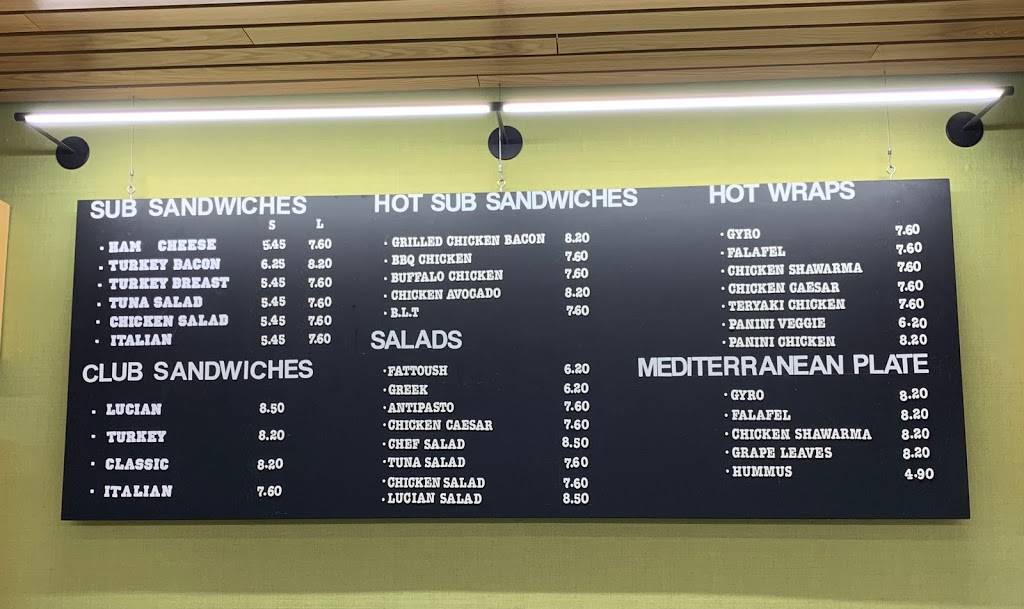 SUB SANDWICHES
S L
· HAM CHEESE 5.45 7.60
· TURKEY BACON 6.25 8.20
· TURKEY BREAST 5.45 7.60
· TUNA SALAD 5.45 7.60
· CHICKEN SALAD 5.45 7.60
· ITALIAN 5.45 7.60
CLUB SANDWICHES
· LUCIAN 8.50
· TURKEY 8.20
· CLASSIC 8.20
· ITALIAN 7.60
HOT SUB SANDWICHES
· GRILLED CHICKEN BACON 8.20
· BBQ CHICKEN 7.60
· BUFFALO CHICKEN 7.60
· CHICKEN AVOCADO 8.20
· B.L.T 7.60
SALADS
· FATTOUSH 6.20
· GREEK 6.20
· ANTIPASTO 7.60
· CHICKEN CAESAR 7.60
· CHEF SALAD 8.50
· TUNA SALAD 7.60
· CHICKEN SALAD 7.60
· LUCIAN SALAD 8.50
HOT WRAPS
· GYRO 7.60
· FALAFEL 7.60
· CHICKEN SHAWARMA 7.60
· CHICKEN CAESAR 7.60
· TERYAKI CHICKEN 7.60
· PANINI VEGGIE 6.20
· PANINI CHICKEN 8.20
MEDITERRANEAN PLATE
· GYRO 8.20
· FALAFEL 8.20
· CHICKEN SHAWARMA 8.20
· GRAPE LEAVES 8.20
· HUMMUS 4.90